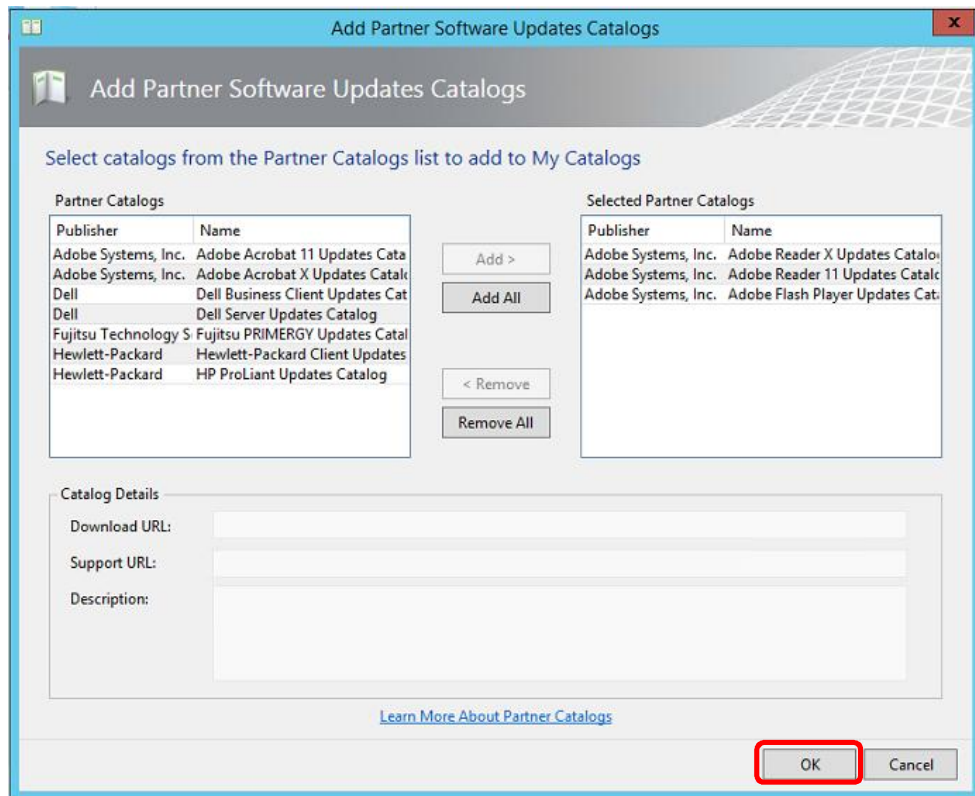 Add Partner Software Updates Catalogs
x
Add Partner Software Updates Catalogs
Select catalogs from the Partner Catalogs list to add to My Catalogs
Partner Catalogs
Publisher Name
Adobe Systems, Inc. Adobe Acrobat 11 Updates Cata
Adobe Systems, Inc. Adobe Acrobat X Updates Catal
Dell Dell Business Client Updates Cat
Dell Dell Server Updates Catalog
Fujitsu Technology S Fujitsu PRIMERGY Updates Catal
Hewlett-Packard Hewlett-Packard Client Updates
Hewlett-Packard HP ProLiant Updates Catalog
Add >
Add All
< Remove
Remove All
Selected Partner Catalogs
Publisher Name
Adobe Systems, Inc. Adobe Reader X Updates Catalo
Adobe Systems, Inc. Adobe Reader 11 Updates Catal
Adobe Systems, Inc. Adobe Flash Player Updates Cat
Catalog Details
Download URL:
Support URL:
Description:
Learn More About Partner Catalogs
OK Cancel